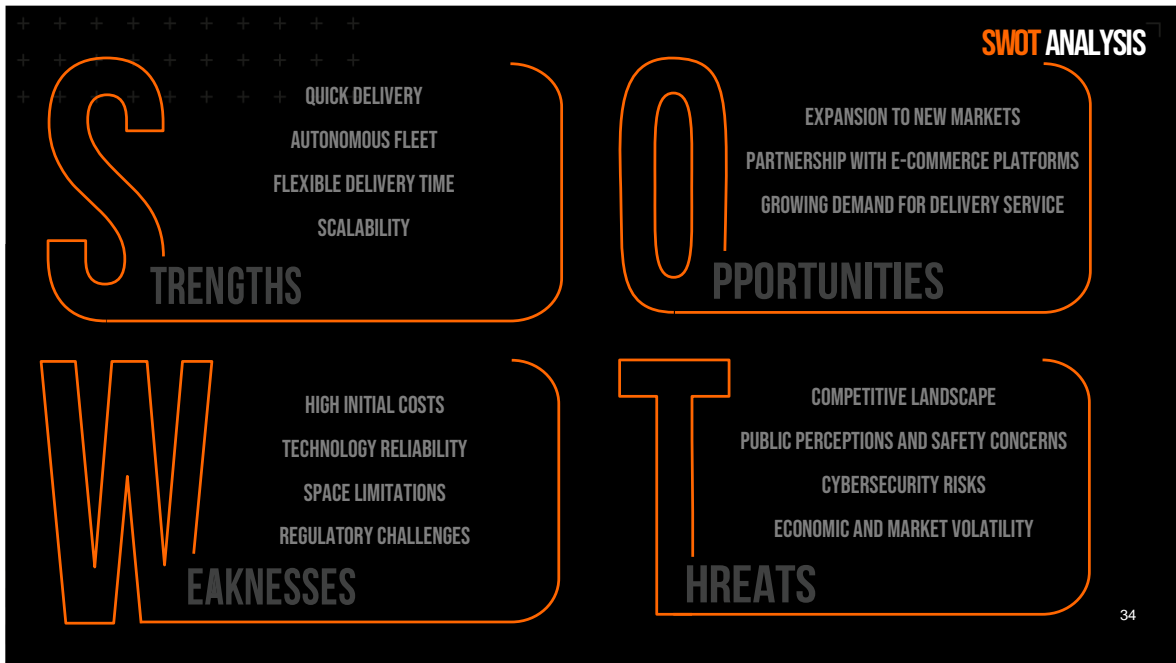 SWOT ANALYSIS
QUICK DELIVERY
AUTONOMOUS FLEET
FLEXIBLE DELIVERY TIME
SCALABILITY
STRENGTHS
EXPANSION TO NEW MARKETS
PARTNERSHIP WITH E-COMMERCE PLATFORMS
GROWING DEMAND FOR DELIVERY SERVICE
OPPORTUNITIES
HIGH INITIAL COSTS
TECHNOLOGY RELIABILITY
SPACE LIMITATIONS
REGULATORY CHALLENGES
WEAKNESSES
COMPETITIVE LANDSCAPE
PUBLIC PERCEPTIONS AND SAFETY CONCERNS
CYBERSECURITY RISKS
ECONOMIC AND MARKET VOLATILITY
THREATS
34